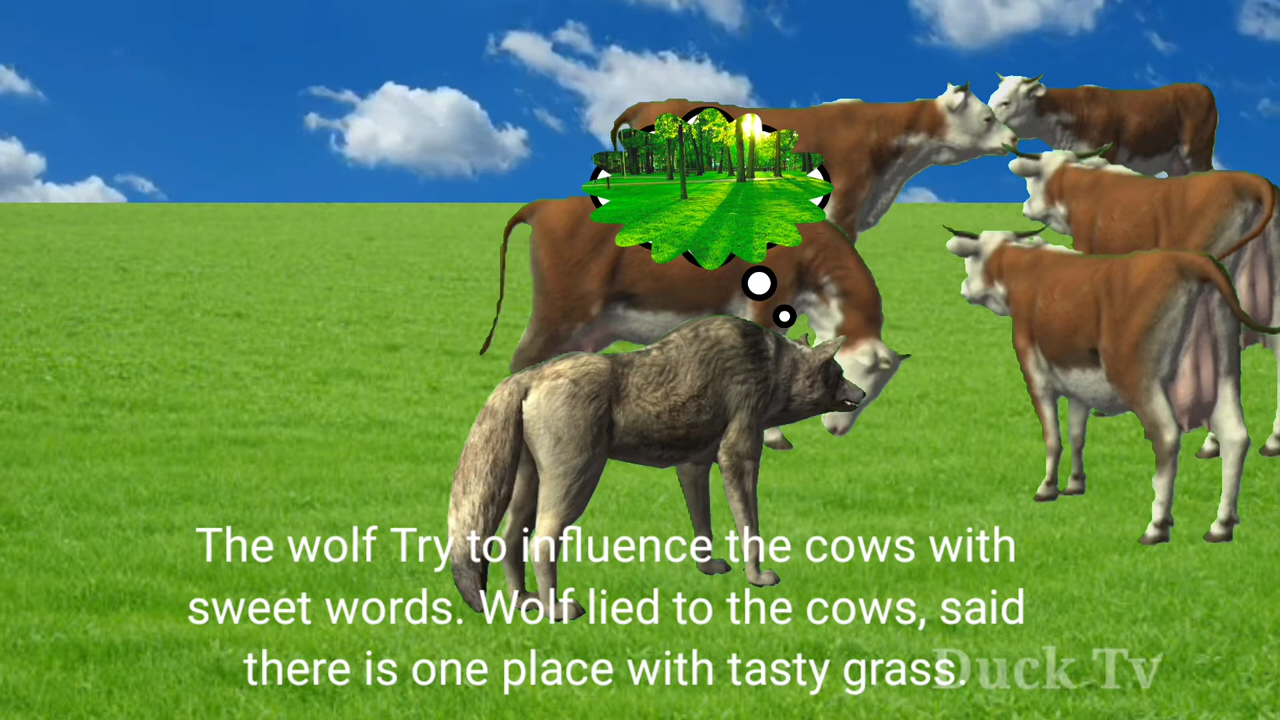 The wolf Try to influence the cows with
sweet words. Wolf lied to the cows, said
there is one place with tasty grass.
Duck Tv